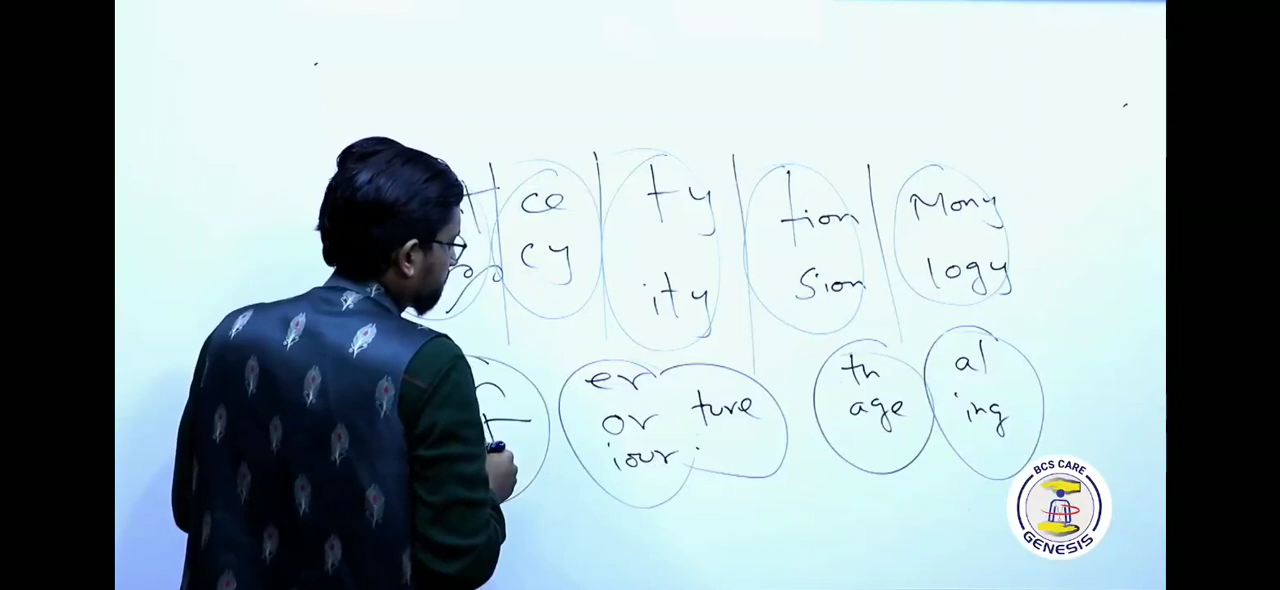 ce
cy
ty
ity
tion
sion
Mony
logy
er
or
iour
ture
th
age
al
ing
BCS CARE
GENESIS